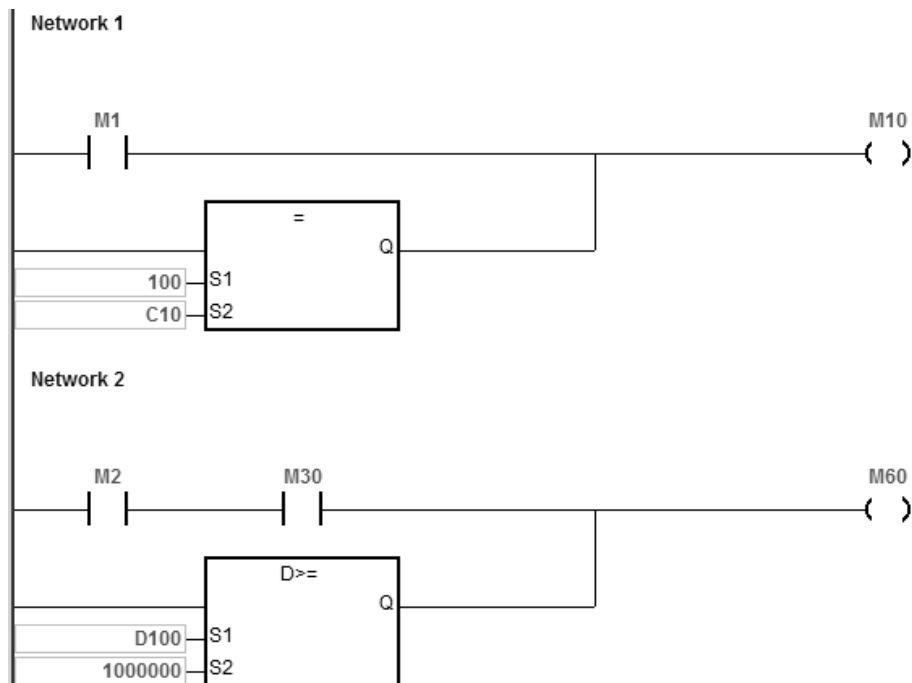 Network 1
M1 M10
=
Q
100 S1
C10 S2
Network 2
M2 M30 M60
D>=
Q
D100 S1
1000000 S2